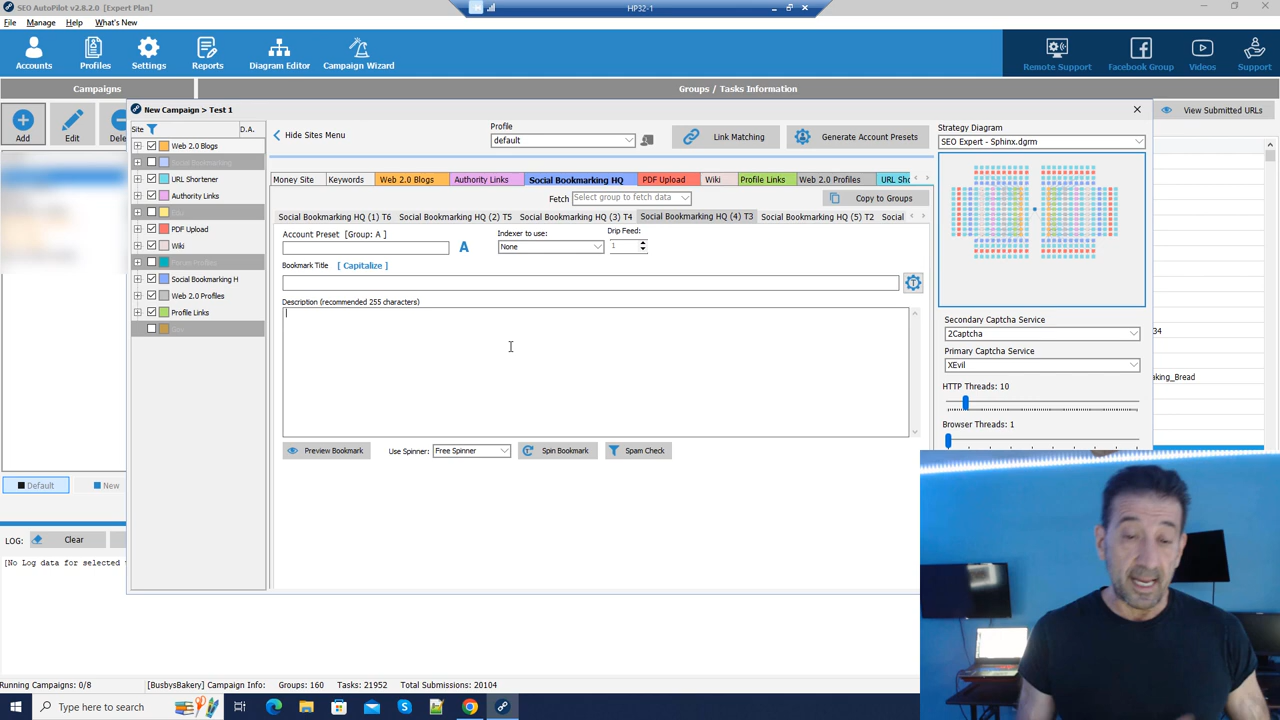 SEO AutoPilot v2.8.2.0 [Expert Plan]
HP32-1
File Manage Help What's New
Accounts Profiles Settings Reports Diagram Editor Campaign Wizard
Remote Support Facebook Group Videos Support
Campaigns
Groups / Tasks Information
Add Edit Dele
New Campaign > Test 1
View Submitted URLs
Site D.A.
Web 2.0 Blogs
URL Shortener
Authority Links
PDF Upload
Wiki
Social Bookmarking H
Web 2.0 Profiles
Profile Links
Hide Sites Menu
Profile
default
Link Matching
Generate Account Presets
Money Site Keywords Web 2.0 Blogs Authority Links Social Bookmarking HQ PDF Upload Wiki Profile Links Web 2.0 Profiles URL Sho
Fetch Select group to fetch data
Copy to Groups
Social Bookmarking HQ (1) T6 Social Bookmarking HQ (2) T5 Social Bookmarking HQ (3) T4 Social Bookmarking HQ (4) T3 Social Bookmarking HQ (5) T2 Social
Account Preset [Group: A ]
A
Indexer to use:
None
Drip Feed:
1
Bookmark Title [ Capitalize ]
T
Description (recommended 255 characters)
Preview Bookmark
Use Spinner: Free Spinner
Spin Bookmark
Spam Check
Strategy Diagram
SEO Expert - Sphinx.dgrm
Secondary Captcha Service
2Captcha
Primary Captcha Service
XEvil
HTTP Threads: 10
Browser Threads: 1
34
aking_Bread
Default
New
LOG: Clear
[No Log data for selected
Running Campaigns: 0/8
[BusbysBakery] Campaign Info: Groups: 160 Tasks: 21952 Total Submissions: 20104
Type here to search